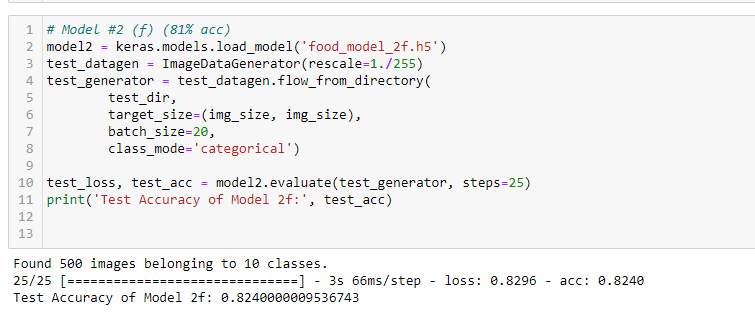 1 # Model #2 (f) (81% acc)
2 model2 = keras.models.load_model('food_model_2f.h5')
3 test_datagen = ImageDataGenerator(rescale=1./255)
4 test_generator = test_datagen.flow_from_directory(
5         test_dir,
6         target_size=(img_size, img_size),
7         batch_size=20,
8         class_mode='categorical')
9
10 test_loss, test_acc = model2.evaluate(test_generator, steps=25)
11 print('Test Accuracy of Model 2f:', test_acc)
12
13
Found 500 images belonging to 10 classes.
25/25 [==============================] - 3s 66ms/step - loss: 0.8296 - acc: 0.8240
Test Accuracy of Model 2f: 0.8240000009536743